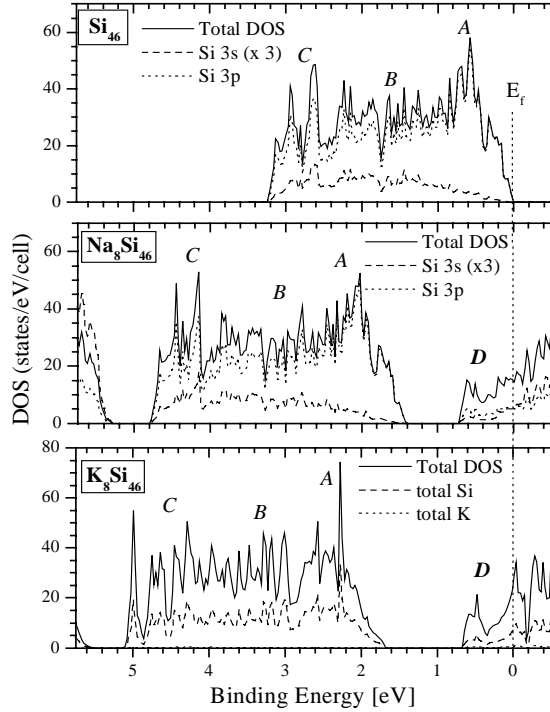 Si46
Total DOS
Si 3s (x 3)
Si 3p
A
B
C
Ef
60
40
20
0
Na8Si46
Total DOS
Si 3s (x3)
Si 3p
A
B
C
D
60
40
20
0
DOS (states/eV/cell)
K8Si46
Total DOS
total Si
total K
A
B
C
D
80
60
40
20
0
5 4 3 2 1 0
Binding Energy [eV]